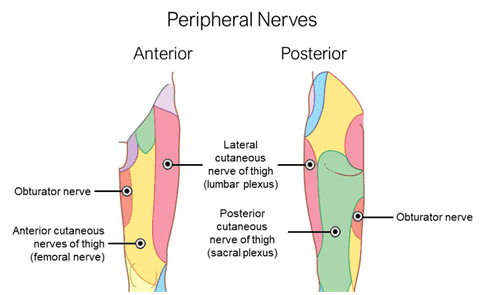 Peripheral Nerves
Anterior
Posterior
Lateral
cutaneous
nerve of thigh
(lumbar plexus)
Obturator nerve
Anterior cutaneous
nerves of thigh
(femoral nerve)
Posterior
cutaneous
nerve of thigh
(sacral plexus)
Obturator nerve